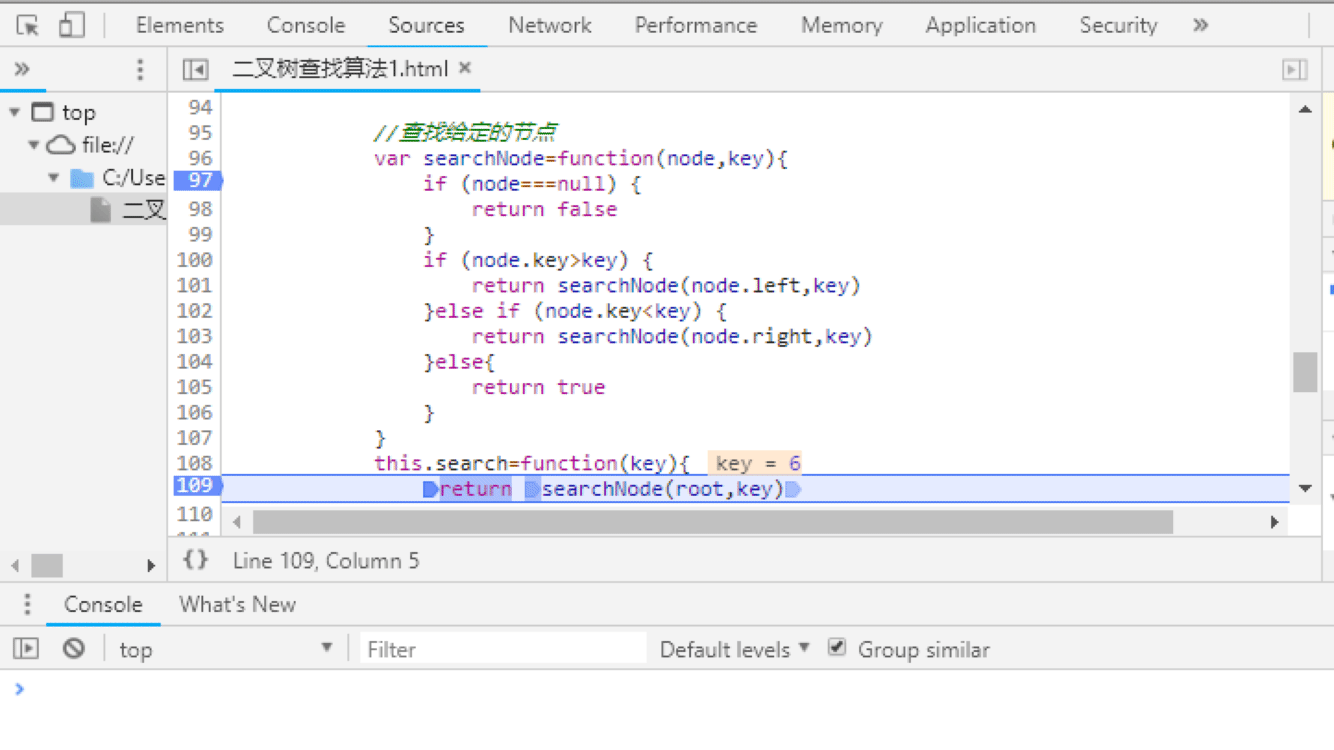 Elements Console Sources Network Performance Memory Application Security »
» 二叉树查找算法1.html ×
top
file://
C:/Use
二叉
94
95 //查找给定的节点
96 var searchNode=function(node,key){
97 if (node===null) {
98 return false
99 }
100 if (node.key>key) {
101 return searchNode(node.left,key)
102 }else if (node.key<key) {
103 return searchNode(node.right,key)
104 }else{
105 return true
106 }
107 }
108 this.search=function(key){ key = 6
109 return searchNode(root,key)
110
{} Line 109, Column 5
Console What's New
top Filter Default levels Group similar